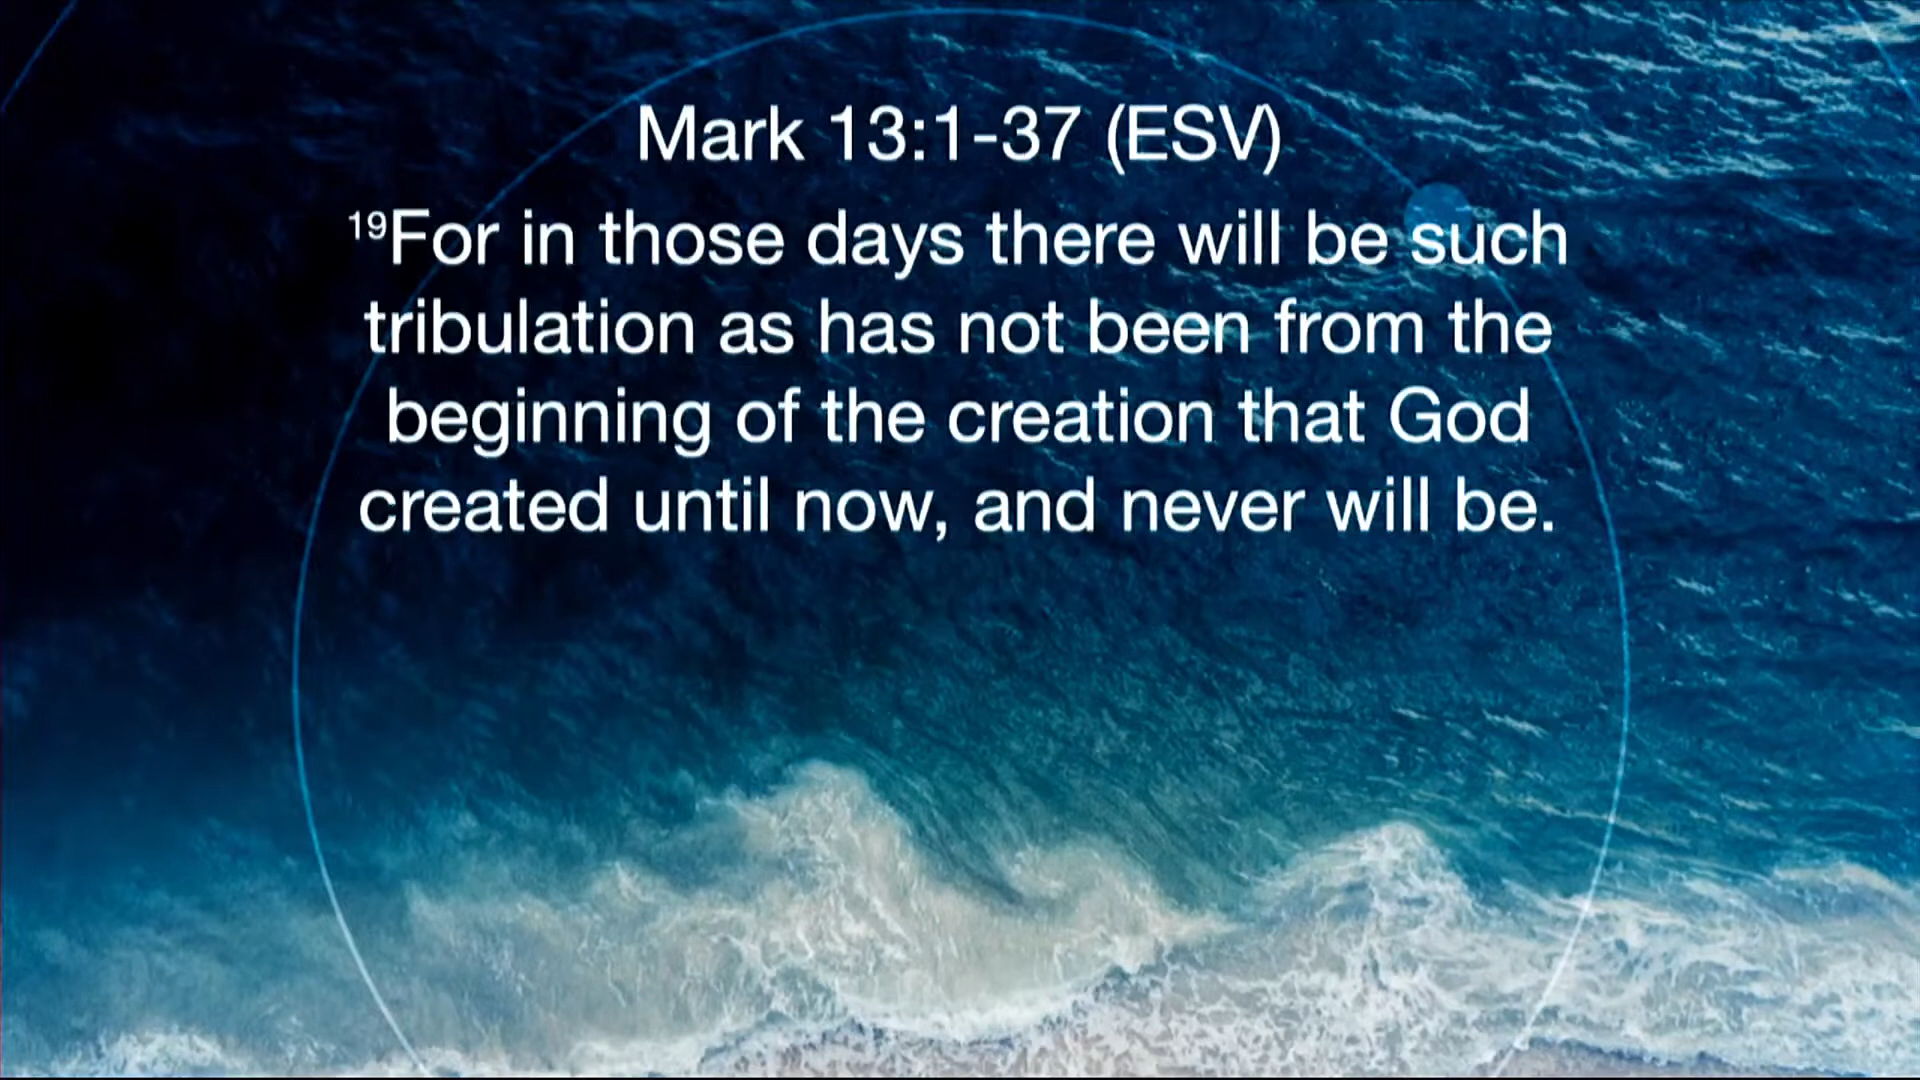 Mark 13:1-37 (ESV)
19For in those days there will be such
tribulation as has not been from the
beginning of the creation that God
created until now, and never will be.